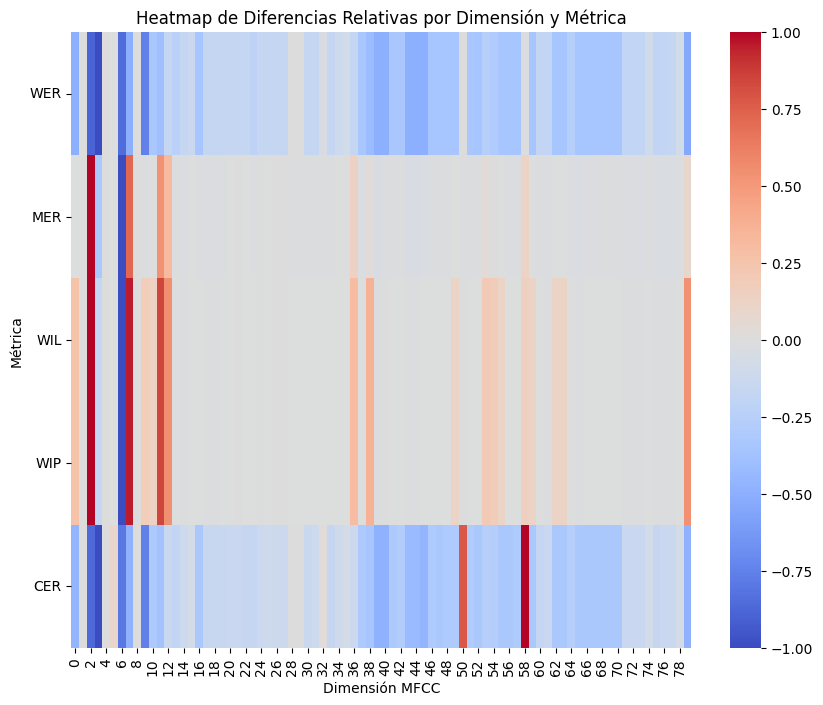 Heatmap de Diferencias Relativas por Dimensión y Métrica
Métrica
WER
MER
WIL
WIP
CER
0 2 4 6 8 10 12 14 16 18 20 22 24 26 28 30 32 34 36 38 40 42 44 46 48 50 52 54 56 58 60 62 64 66 68 70 72 74 76 78
Dimensión MFCC
1.00
0.75
0.50
0.25
0.00
−0.25
−0.50
−0.75
−1.00